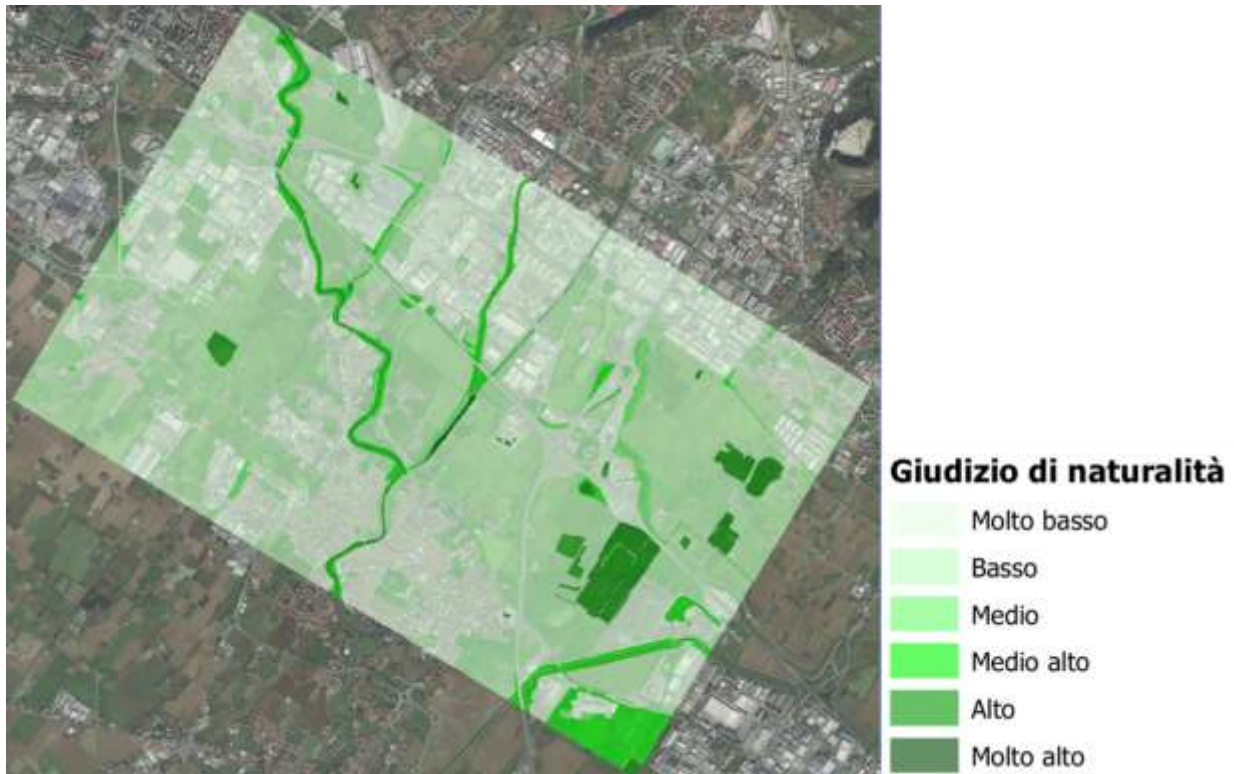 Giudizio di naturalità
Molto basso
Basso
Medio
Medio alto
Alto
Molto alto